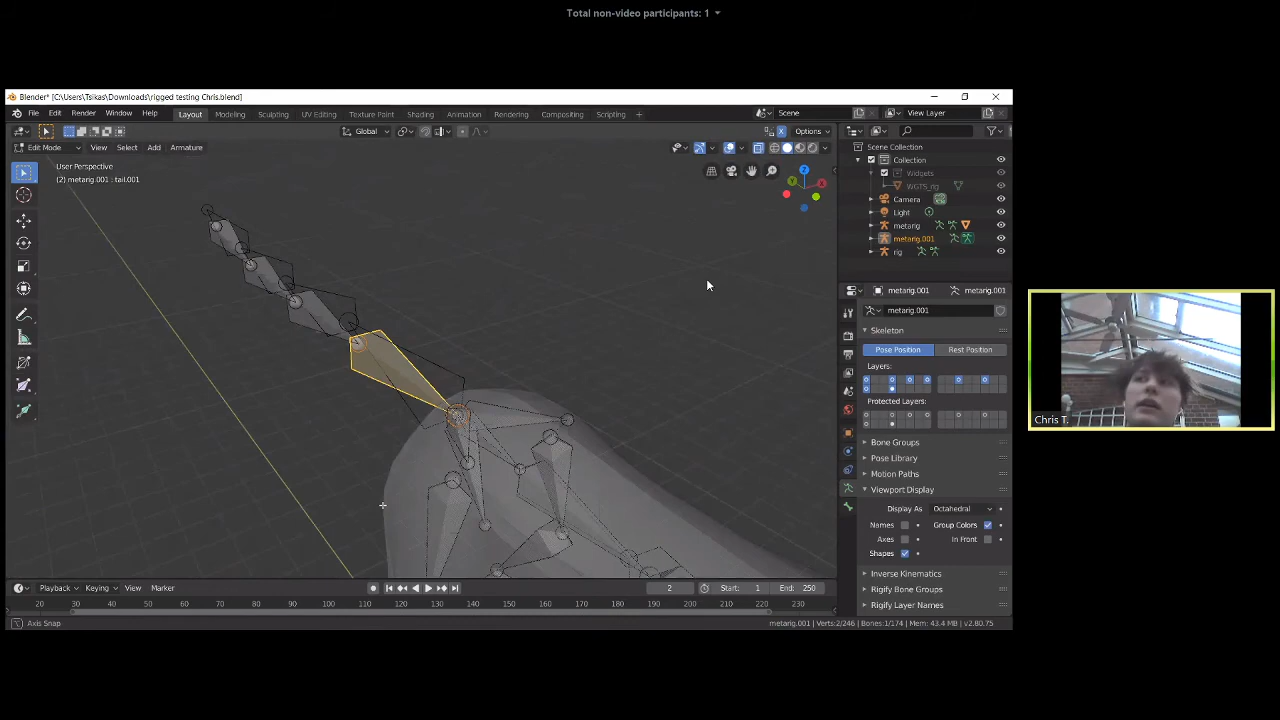 Total non-video participants: 1
Blender* [C:\Users\Tsikas\Downloads\rigged testing Chris.blend]
File Edit Render Window Help Layout Modeling Sculpting UV Editing Texture Paint Shading Animation Rendering Compositing Scripting + Scene View Layer
Global Options
Edit Mode View Select Add Armature Scene Collection
User Perspective Collection
(2) metarig.001 : tail.001 Widgets
Z
Y X
WGTS_rig
Camera
Light
metarig
metarig.001
rig
metarig.001 metarig.001
metarig.001
Skeleton
Pose Position Rest Position
Layers:
Protected Layers:
Chris T.
Bone Groups
Pose Library
Motion Paths
Viewport Display
Display As Octahedral
Names Group Colors
Axes In Front
Shapes
Inverse Kinematics
Playback Keying View Marker 2 Start: 1 End: 250 Rigify Bone Groups
20 30 40 50 60 70 80 90 100 110 120 130 140 150 160 170 180 190 200 210 220 230 Rigify Layer Names
Axis Snap metarig.001 | Verts:2/246 | Bones:1/174 | Mem: 43.4 MB | v2.80.75